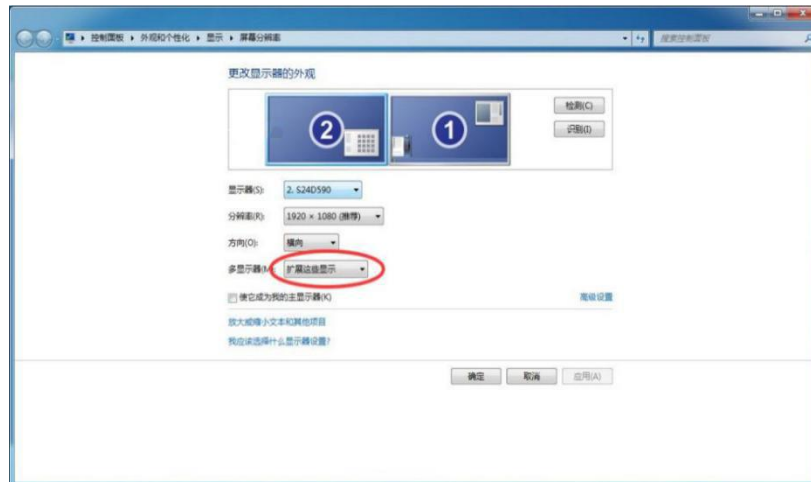 控制面板 ▸ 外观和个性化 ▸ 显示 ▸ 屏幕分辨率
搜索控制面板
更改显示器的外观
2
1
检测(C)
识别(I)
显示器(S):
2. S24D590
分辨率(R):
1920 × 1080 (推荐)
方向(O):
横向
多显示器(M):
扩展这些显示
使它成为我的主显示器(K)
高级设置
放大或缩小文本和其他项目
我应该选择什么显示器设置?
确定
取消
应用(A)